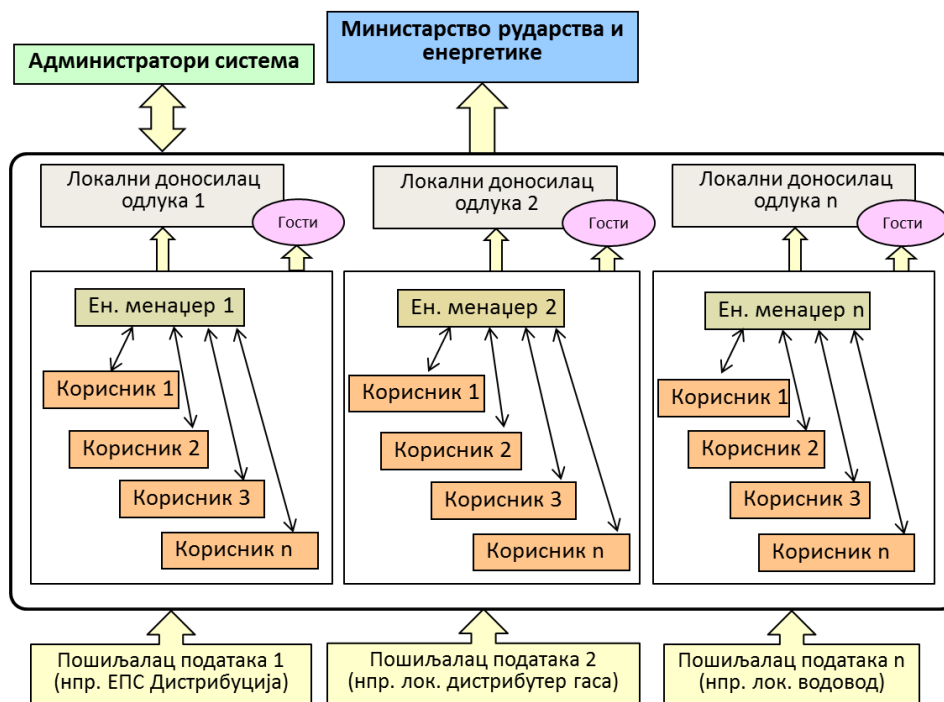 Администратори система
Министарство рударства и
енергетике
Локални доносилац
одлука 1
Гости
Локални доносилац
одлука 2
Гости
Локални доносилац
одлука n
Гости
Ен. менаџер 1
Корисник 1
Корисник 2
Корисник 3
Корисник n
Ен. менаџер 2
Корисник 1
Корисник 2
Корисник 3
Корисник n
Ен. менаџер n
Корисник 1
Корисник 2
Корисник 3
Корисник n
Пошиљалац података 1
(нпр. ЕПС Дистрибуција)
Пошиљалац података 2
(нпр. лок. дистрибутер гаса)
Пошиљалац података n
(нпр. лок. водовод)